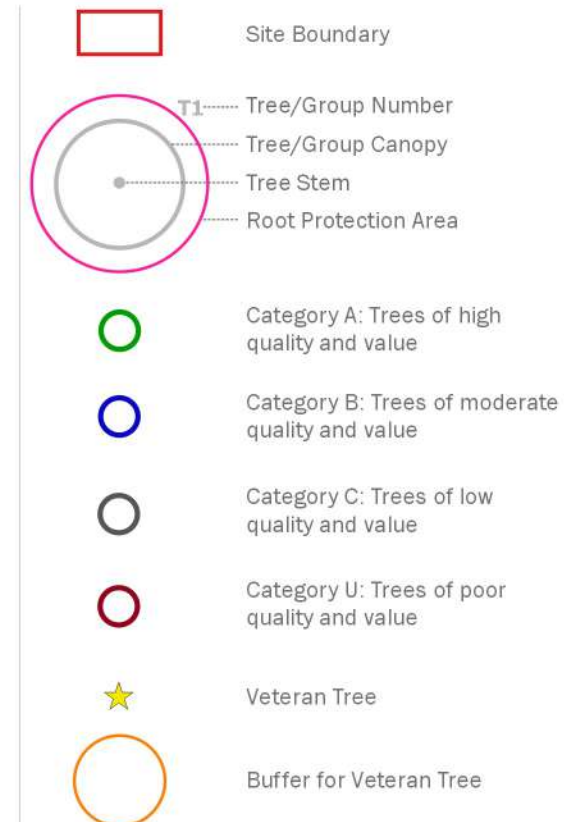 Site Boundary
T1
Tree/Group Number
Tree/Group Canopy
Tree Stem
Root Protection Area
Category A: Trees of high
quality and value
Category B: Trees of moderate
quality and value
Category C: Trees of low
quality and value
Category U: Trees of poor
quality and value
Veteran Tree
Buffer for Veteran Tree